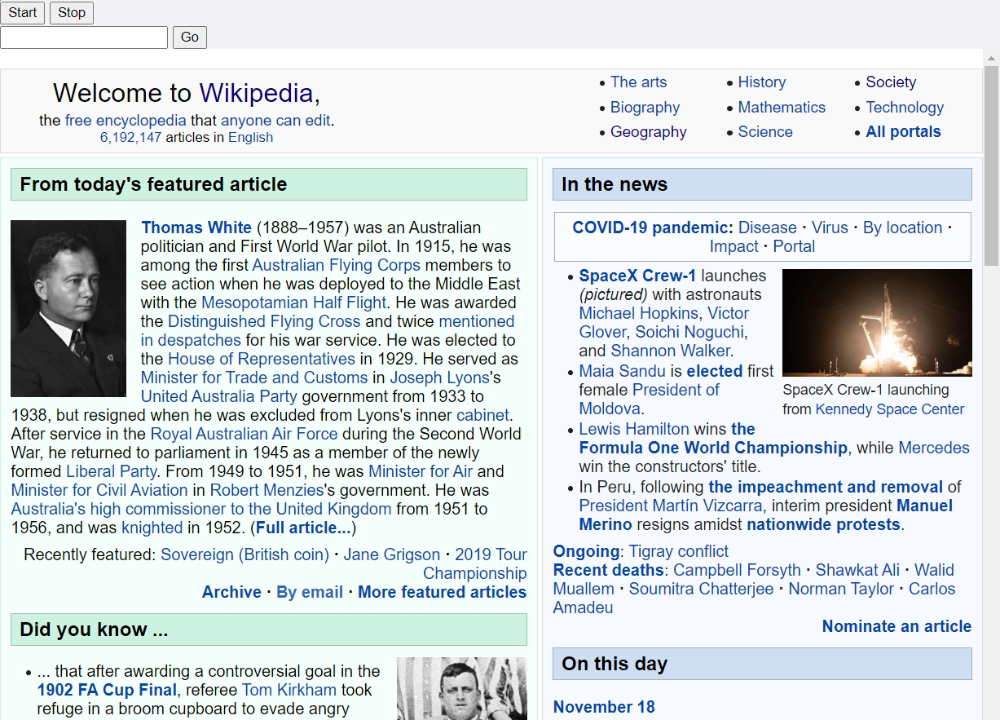 Start Stop
Go
Welcome to Wikipedia,
the free encyclopedia that anyone can edit.
6,192,147 articles in English
• The arts
• Biography
• Geography
• History
• Mathematics
• Science
• Society
• Technology
• All portals
From today's featured article
Thomas White (1888–1957) was an Australian
politician and First World War pilot. In 1915, he was
among the first Australian Flying Corps members to
see action when he was deployed to the Middle East
with the Mesopotamian Half Flight. He was awarded
the Distinguished Flying Cross and twice mentioned
in despatches for his war service. He was elected to
the House of Representatives in 1929. He served as
Minister for Trade and Customs in Joseph Lyons's
United Australia Party government from 1933 to
1938, but resigned when he was excluded from Lyons's inner cabinet.
After service in the Royal Australian Air Force during the Second World
War, he returned to parliament in 1945 as a member of the newly
formed Liberal Party. From 1949 to 1951, he was Minister for Air and
Minister for Civil Aviation in Robert Menzies's government. He was
Australia's high commissioner to the United Kingdom from 1951 to
1956, and was knighted in 1952. (Full article...)
Recently featured: Sovereign (British coin) · Jane Grigson · 2019 Tour
Championship
Archive · By email · More featured articles
Did you know ...
• ... that after awarding a controversial goal in the
1902 FA Cup Final, referee Tom Kirkham took
refuge in a broom cupboard to evade angry
In the news
COVID-19 pandemic: Disease · Virus · By location ·
Impact · Portal
• SpaceX Crew-1 launches
(pictured) with astronauts
Michael Hopkins, Victor
Glover, Soichi Noguchi,
and Shannon Walker.
• Maia Sandu is elected first
female President of
Moldova.
SpaceX Crew-1 launching
from Kennedy Space Center
• Lewis Hamilton wins the
Formula One World Championship, while Mercedes
win the constructors' title.
• In Peru, following the impeachment and removal of
President Martín Vizcarra, interim president Manuel
Merino resigns amidst nationwide protests.
Ongoing: Tigray conflict
Recent deaths: Campbell Forsyth · Shawkat Ali · Walid
Muallem · Soumitra Chatterjee · Norman Taylor · Carlos
Amadeu
Nominate an article
On this day
November 18